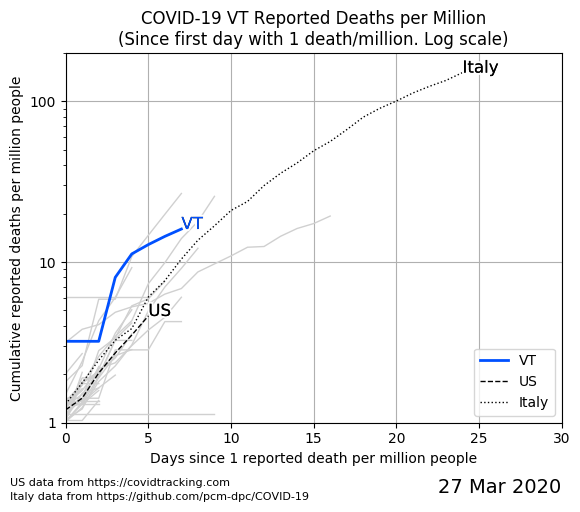 COVID-19 VT Reported Deaths per Million
(Since first day with 1 death/million. Log scale)
Cumulative reported deaths per million people
100
10
1
Italy
VT
US
VT
US
Italy
0 5 10 15 20 25 30
Days since 1 reported death per million people
US data from https://covidtracking.com
Italy data from https://github.com/pcm-dpc/COVID-19
27 Mar 2020